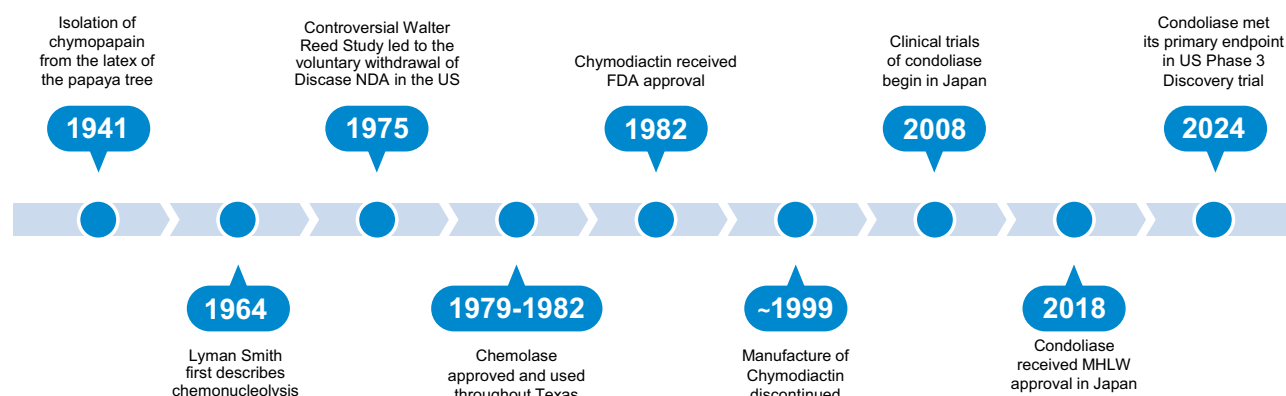 Isolation of
chymopapain
from the latex of
the papaya tree
1941
Controversial Walter
Reed Study led to the
voluntary withdrawal of
Discase NDA in the US
1975
Chymodiactin received
FDA approval
1982
Clinical trials
of condoliase
begin in Japan
2008
Condoliase met
its primary endpoint
in US Phase 3
Discovery trial
2024
1964
Lyman Smith
first describes
chemonucleolysis
1979-1982
Chemolase
approved and used
throughout Texas
~1999
Manufacture of
Chymodiactin
discontinued
2018
Condoliase
received MHLW
approval in Japan